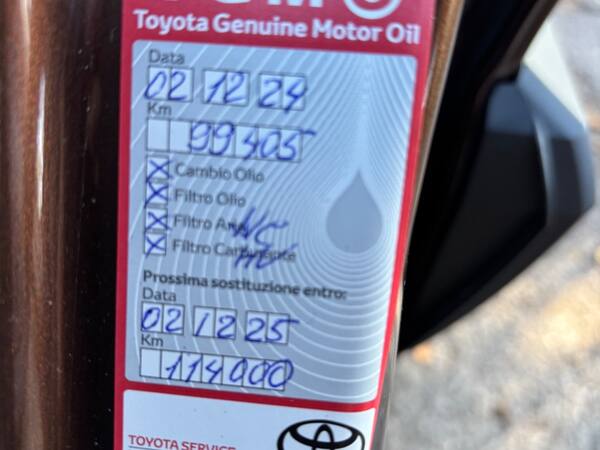 Toyota Genuine Motor Oil
Data
02 12 24
Km
99405
Cambio Olio
Filtro Olio
Filtro
Filtro Carburante
Prossima sostituzione entro:
Data
02 12 25
Km
114000
TOYOTA SERVICE